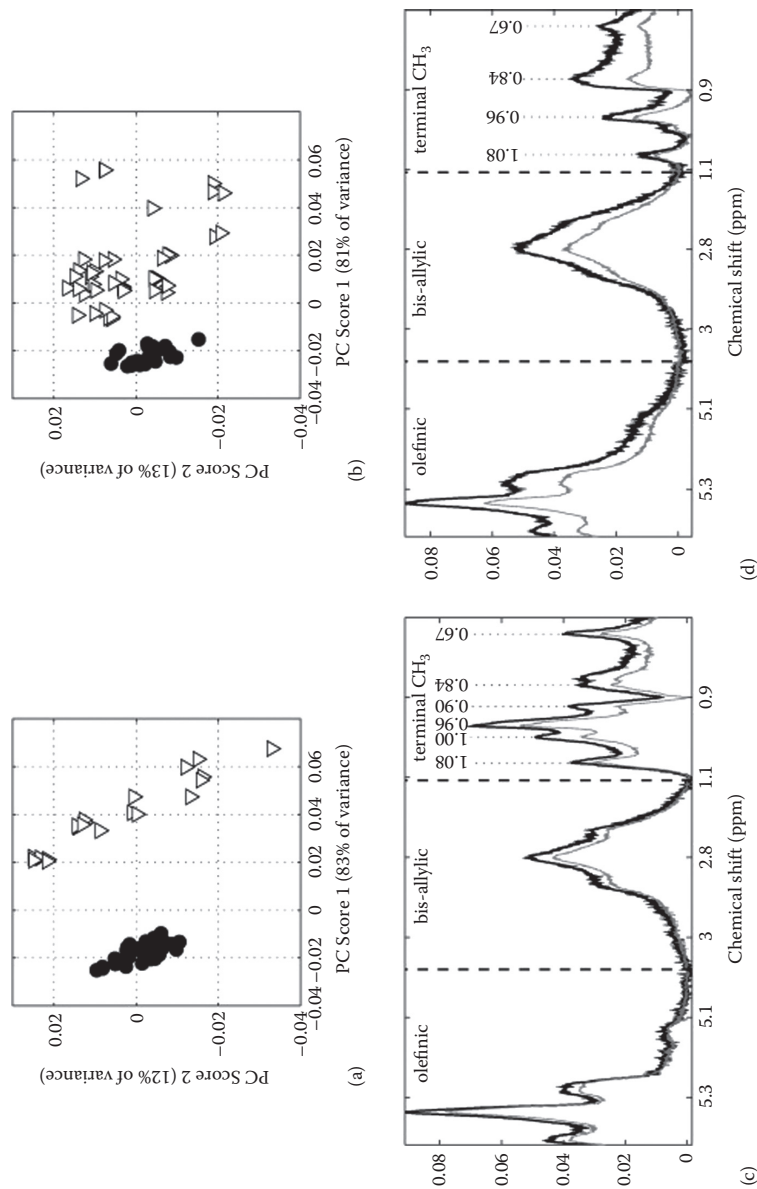 PC Score 2 (12% of variance)
0.02
0
−0.02
−0.04
−0.04 −0.02 0 0.02 0.04 0.06
PC Score 1 (83% of variance)
(a)
PC Score 2 (13% of variance)
0.02
0
−0.02
−0.04
−0.04 −0.02 0 0.02 0.04 0.06
PC Score 1 (81% of variance)
(b)
0.08
0.06
0.04
0.02
0
olefinic
bis-allylic
terminal CH3
1.08
1.00
0.96
0.90
0.84
0.67
5.3 5.1 3 2.8 1.1 0.9
Chemical shift (ppm)
(c)
0.08
0.06
0.04
0.02
0
olefinic
bis-allylic
terminal CH3
1.08
0.96
0.84
0.67
5.3 5.1 3 2.8 1.1 0.9
Chemical shift (ppm)
(d)